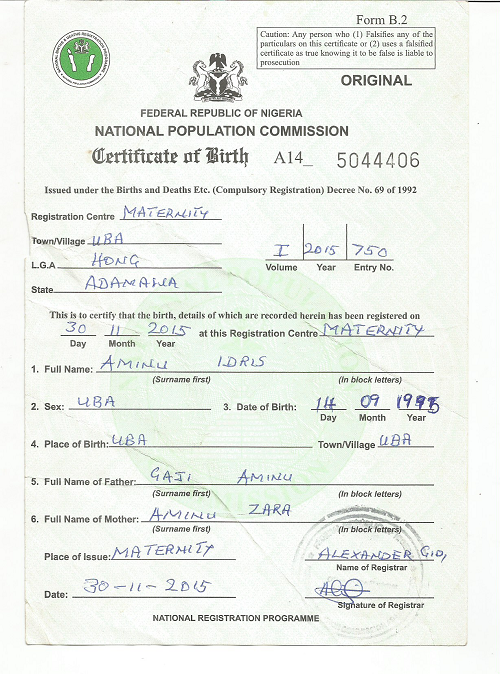 Form B.2
Caution: Any person who (1) Falsifies any of the
particulars on this certificate or (2) uses a falsified
certificate as true knowing it to be false is liable to
prosecution
ORIGINAL
FEDERAL REPUBLIC OF NIGERIA
NATIONAL POPULATION COMMISSION
Certificate of Birth A14_ 5044406
Issued under the Births and Deaths Etc. (Compulsory Registration) Decree No. 69 of 1992
Registration Centre MATERNITY
Town/Village UBA
L.G.A HONG
State ADAMAWA
I 2015 750
Volume Year Entry No.
This is to certify that the birth, details of which are recorded herein has been registered on
30 11 2015 at this Registration Centre MATERNITY
Day Month Year
1. Full Name: AMINU IDRIS
(Surname first) (In block letters)
2. Sex: UBA 3. Date of Birth: 14 09 1995
Day Month Year
4. Place of Birth: UBA Town/Village UBA
5. Full Name of Father: GAJI AMINU
(Surname first) (In block letters)
6. Full Name of Mother: AMINU ZARA
(Surname first) (In block letters)
Place of Issue: MATERNITY ALEXANDER GID,
Name of Registrar
Date: 30-11-2015
Signature of Registrar
NATIONAL REGISTRATION PROGRAMME